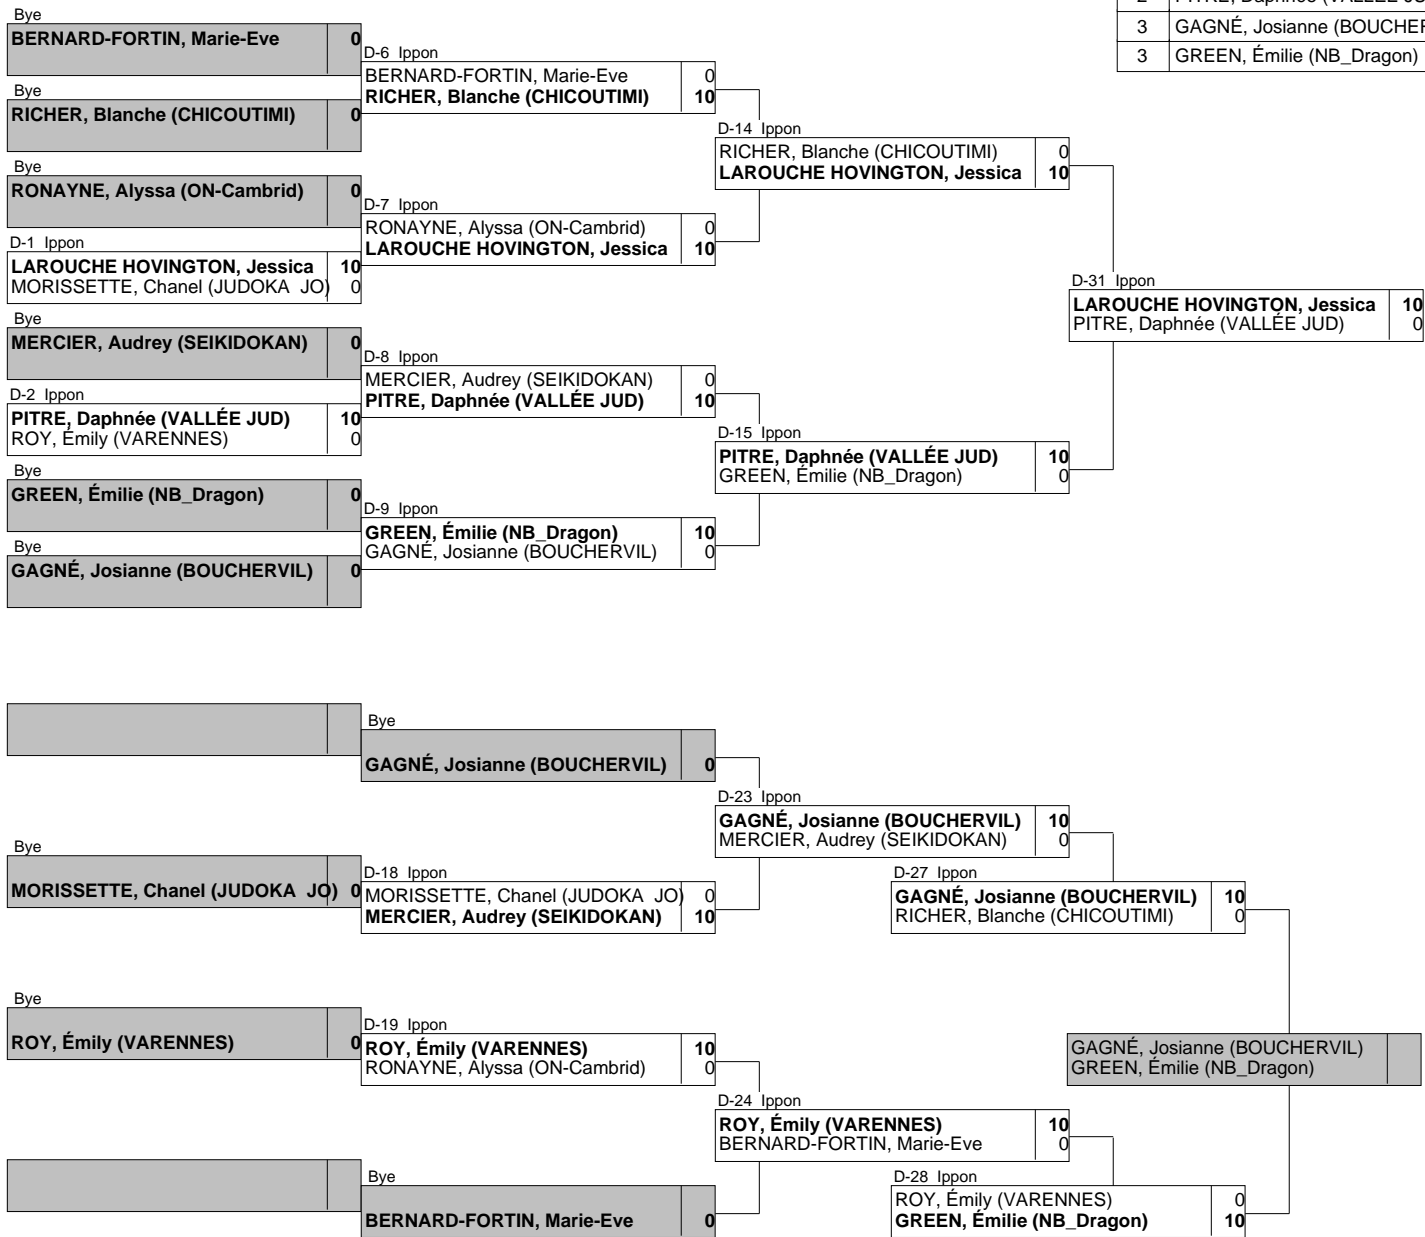 2 PITRE, Daphnée (VALLÉE JU
3 GAGNÉ, Josianne (BOUCHER
3 GREEN, Émilie (NB_Dragon)
Bye
BERNARD-FORTIN, Marie-Eve 0
Bye
RICHER, Blanche (CHICOUTIMI) 0
Bye
RONAYNE, Alyssa (ON-Cambrid) 0
D-1 Ippon
LAROUCHE HOVINGTON, Jessica 10
MORISSETTE, Chanel (JUDOKA JO) 0
Bye
MERCIER, Audrey (SEIKIDOKAN) 0
D-2 Ippon
PITRE, Daphnée (VALLÉE JUD) 10
ROY, Émily (VARENNES) 0
Bye
GREEN, Émilie (NB_Dragon) 0
Bye
GAGNÉ, Josianne (BOUCHERVIL) 0
D-6 Ippon
BERNARD-FORTIN, Marie-Eve 0
RICHER, Blanche (CHICOUTIMI) 10
D-7 Ippon
RONAYNE, Alyssa (ON-Cambrid) 0
LAROUCHE HOVINGTON, Jessica 10
D-8 Ippon
MERCIER, Audrey (SEIKIDOKAN) 0
PITRE, Daphnée (VALLÉE JUD) 10
D-9 Ippon
GREEN, Émilie (NB_Dragon) 10
GAGNÉ, Josianne (BOUCHERVIL) 0
D-14 Ippon
RICHER, Blanche (CHICOUTIMI) 0
LAROUCHE HOVINGTON, Jessica 10
D-15 Ippon
PITRE, Daphnée (VALLÉE JUD) 10
GREEN, Émilie (NB_Dragon) 0
D-31 Ippon
LAROUCHE HOVINGTON, Jessica 10
PITRE, Daphnée (VALLÉE JUD) 0
Bye
MORISSETTE, Chanel (JUDOKA JO) 0
Bye
ROY, Émily (VARENNES) 0
Bye
GAGNÉ, Josianne (BOUCHERVIL) 0
D-18 Ippon
MORISSETTE, Chanel (JUDOKA JO) 0
MERCIER, Audrey (SEIKIDOKAN) 10
D-19 Ippon
ROY, Émily (VARENNES) 10
RONAYNE, Alyssa (ON-Cambrid) 0
Bye
BERNARD-FORTIN, Marie-Eve 0
D-23 Ippon
GAGNÉ, Josianne (BOUCHERVIL) 10
MERCIER, Audrey (SEIKIDOKAN) 0
D-24 Ippon
ROY, Émily (VARENNES) 10
BERNARD-FORTIN, Marie-Eve 0
D-27 Ippon
GAGNÉ, Josianne (BOUCHERVIL) 10
RICHER, Blanche (CHICOUTIMI) 0
D-28 Ippon
ROY, Émily (VARENNES) 0
GREEN, Émilie (NB_Dragon) 10
GAGNÉ, Josianne (BOUCHERVIL)
GREEN, Émilie (NB_Dragon)